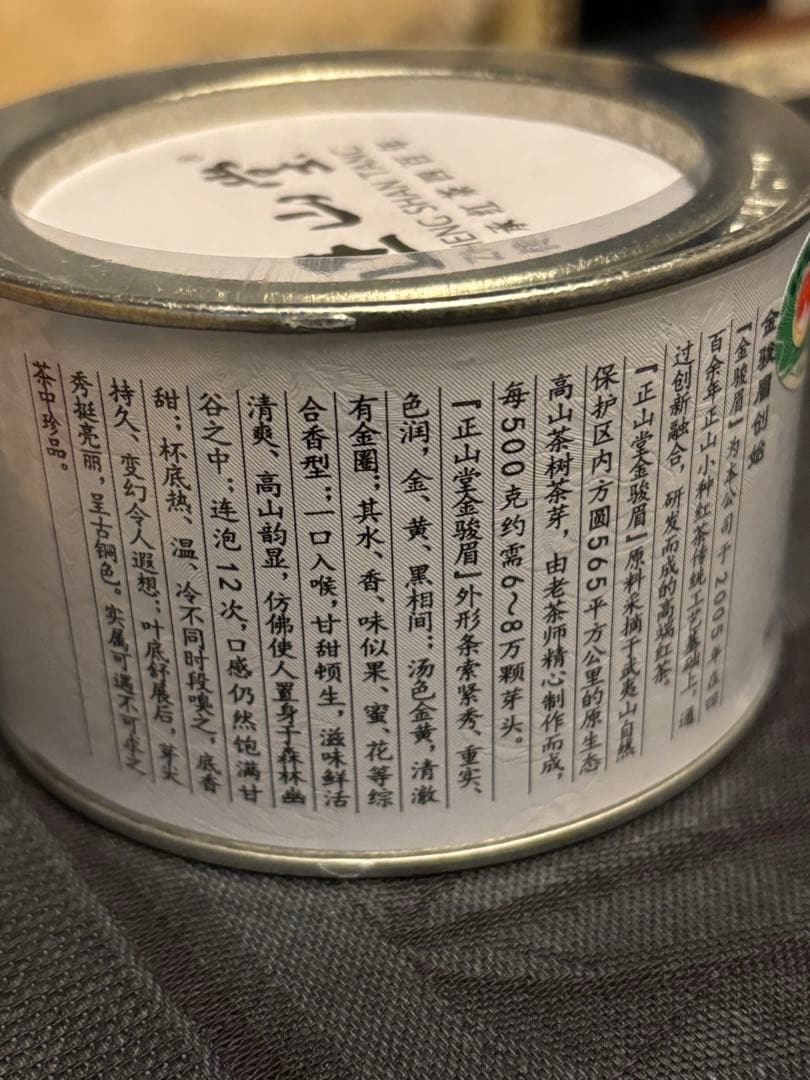 正山堂
ZHENG SHAN TANG
金骏眉创始
『金骏眉』为本公司于2005年在四
百余年正山小种红茶传统工艺基础上，通
过创新融合，研发而成的高端红茶。
『正山堂金骏眉』原料采摘于武夷山自然
保护区内方圆565平方公里的原生态
高山茶树茶芽，由老茶师精心制作而成，
每500克约需6～8万颗芽头。
『正山堂金骏眉』外形条索紧秀、重实、
色润，金、黄、黑相间；汤色金黄，清澈
有金圈；其水、香、味似果、蜜、花等综
合香型；一口入喉，甘甜顿生，滋味鲜活
清爽、高山韵显，仿佛使人置身于森林幽
谷之中；连泡12次，口感仍然饱满甘
甜；杯底热、温、冷不同时段嗅之，底香
持久、变幻令人遐想；叶底舒展后，芽尖
秀挺亮丽，呈古铜色。实属可遇不可求之
茶中珍品。